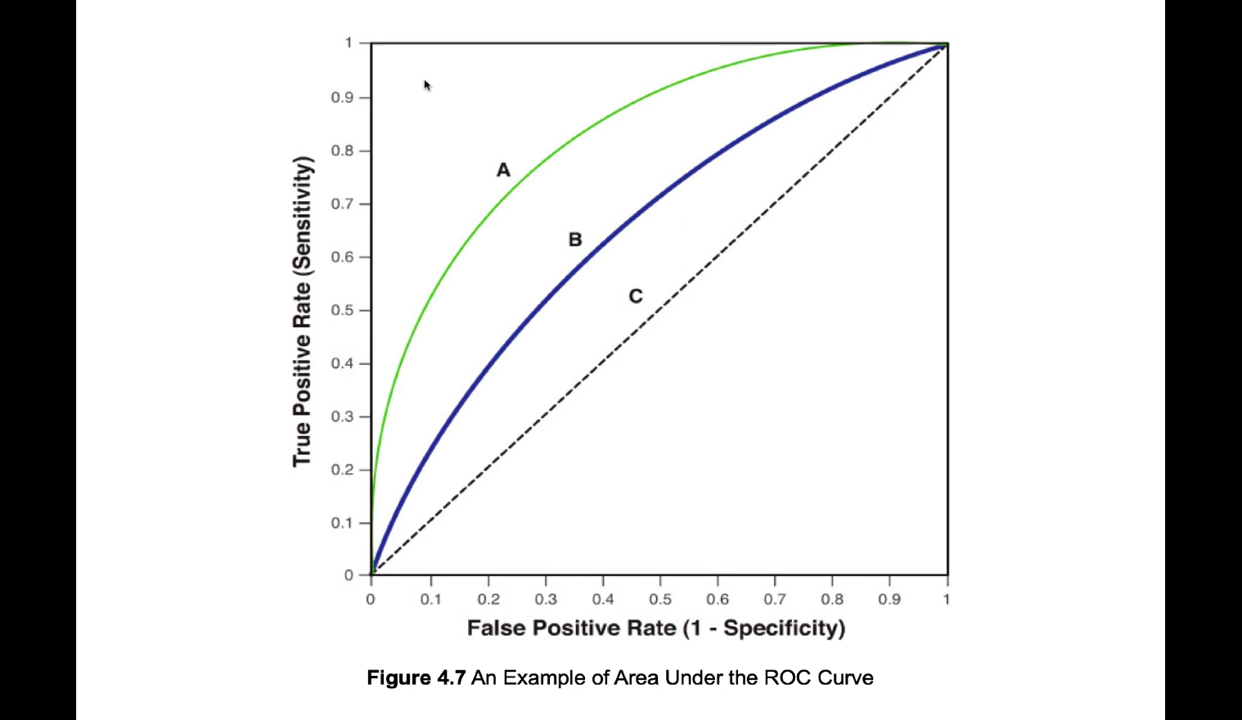 1
0.9
0.8
0.7
0.6
0.5
0.4
0.3
0.2
0.1
0
True Positive Rate (Sensitivity)
A
B
C
0 0.1 0.2 0.3 0.4 0.5 0.6 0.7 0.8 0.9 1
False Positive Rate (1 - Specificity)
Figure 4.7 An Example of Area Under the ROC Curve